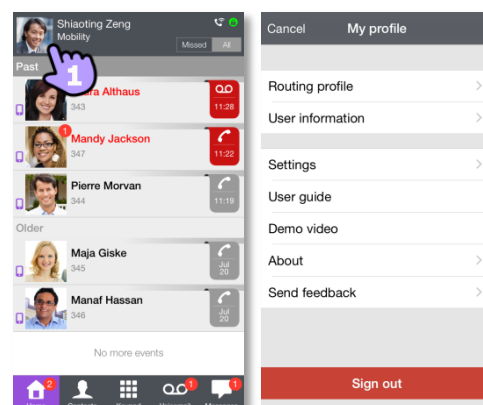 Shiaoting Zeng
Mobility
Missed All
Past
1
Althaus
343
11:28
1
Mandy Jackson
347
11:22
Pierre Morvan
344
11:19
Older
Maja Giske
345
Jul
20
Manaf Hassan
346
Jul
20
No more events
2
1
1
Cancel
My profile
Routing profile
User information
Settings
User guide
Demo video
About
Send feedback
Sign out